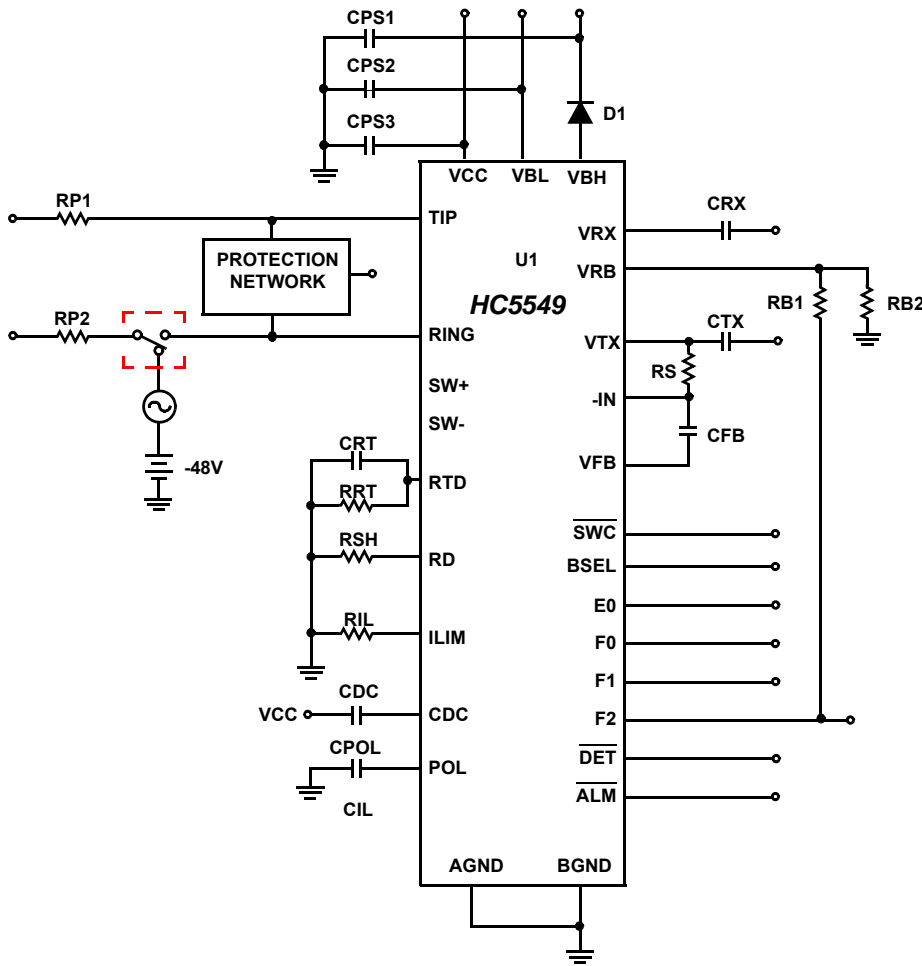 CPS1
CPS2
CPS3
D1
VCC VBL VBH
RP1
TIP
PROTECTION
NETWORK
RP2
RING
-48V
SW+
SW-
CRT
RTD
RRT
RSH
RD
RIL
ILIM
VCC
CDC
CDC
CPOL
POL
CIL
U1
HC5549
VRX
CRX
VRB
RB1
RB2
VTX
CTX
RS
-IN
CFB
VFB
SWC
BSEL
E0
F0
F1
F2
DET
ALM
AGND BGND